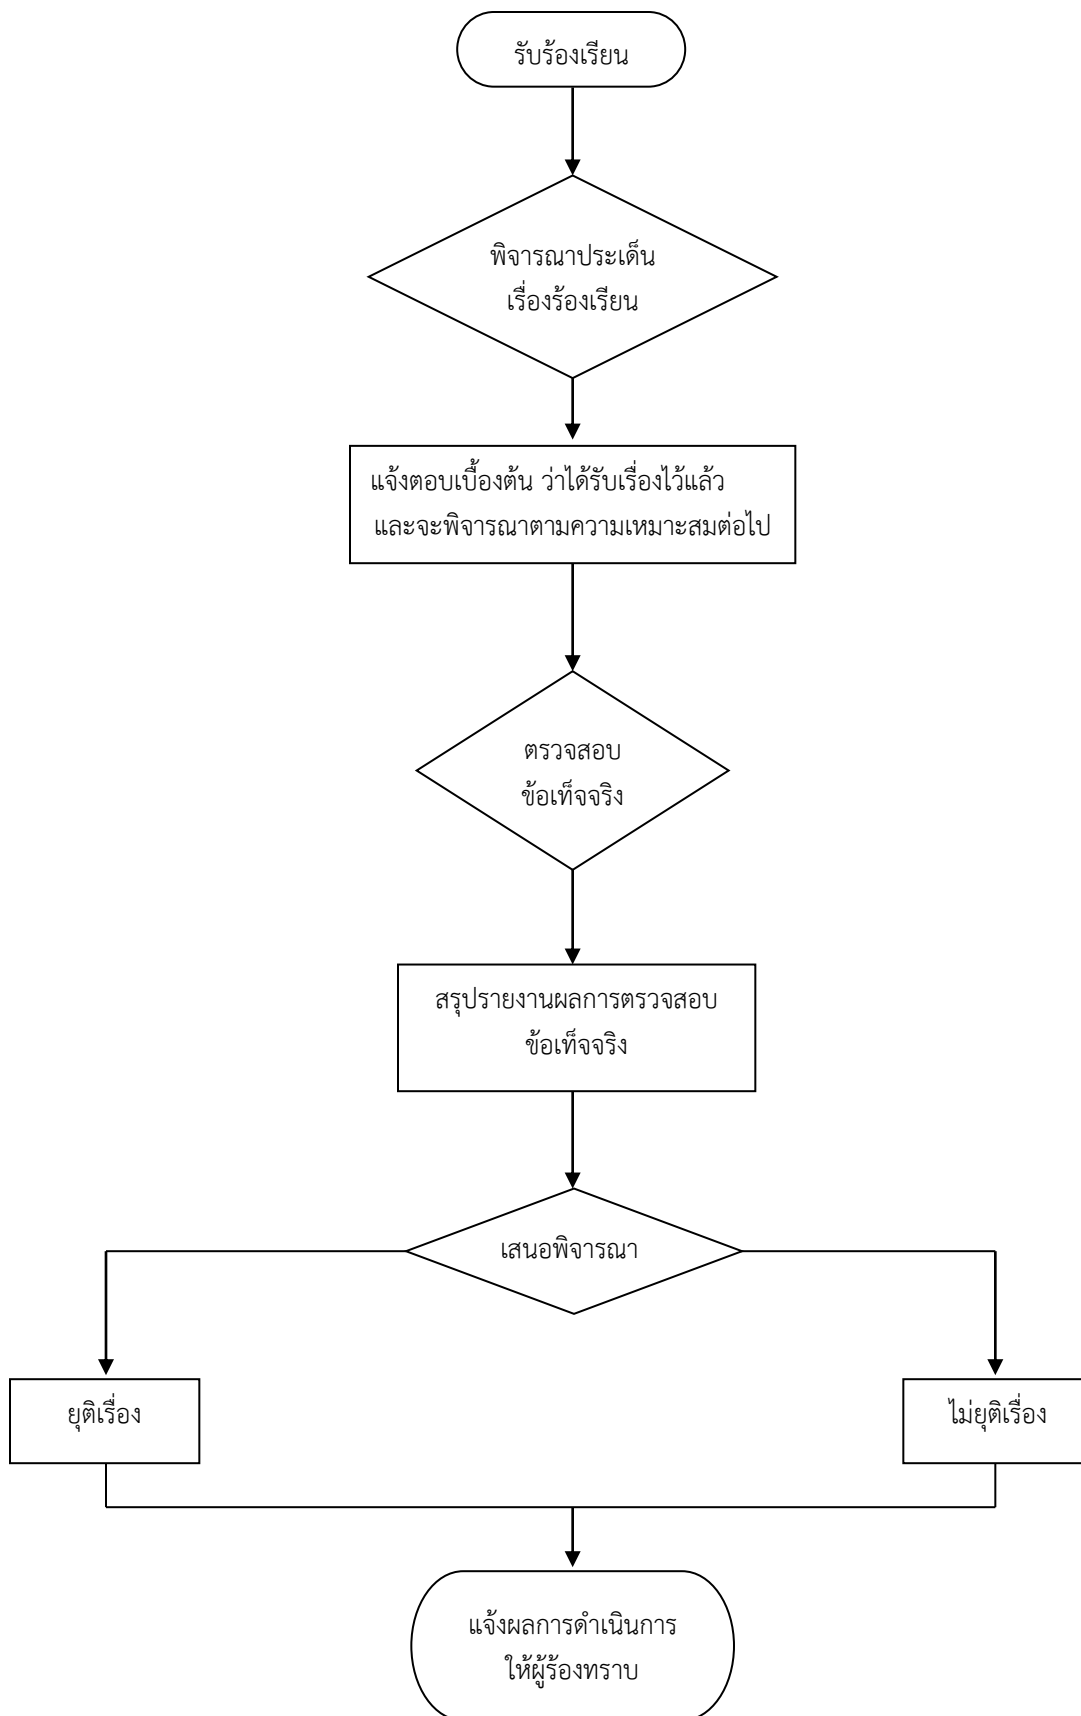 รับร้องเรียน
พิจารณาประเด็น
เรื่องร้องเรียน
แจ้งตอบเบื้องต้น ว่าได้รับเรื่องไว้แล้ว
และจะพิจารณาตามความเหมาะสมต่อไป
ตรวจสอบ
ข้อเท็จจริง
สรุปรายงานผลการตรวจสอบ
ข้อเท็จจริง
เสนอพิจารณา
ยุติเรื่อง
ไม่ยุติเรื่อง
แจ้งผลการดำเนินการ
ให้ผู้ร้องทราบ